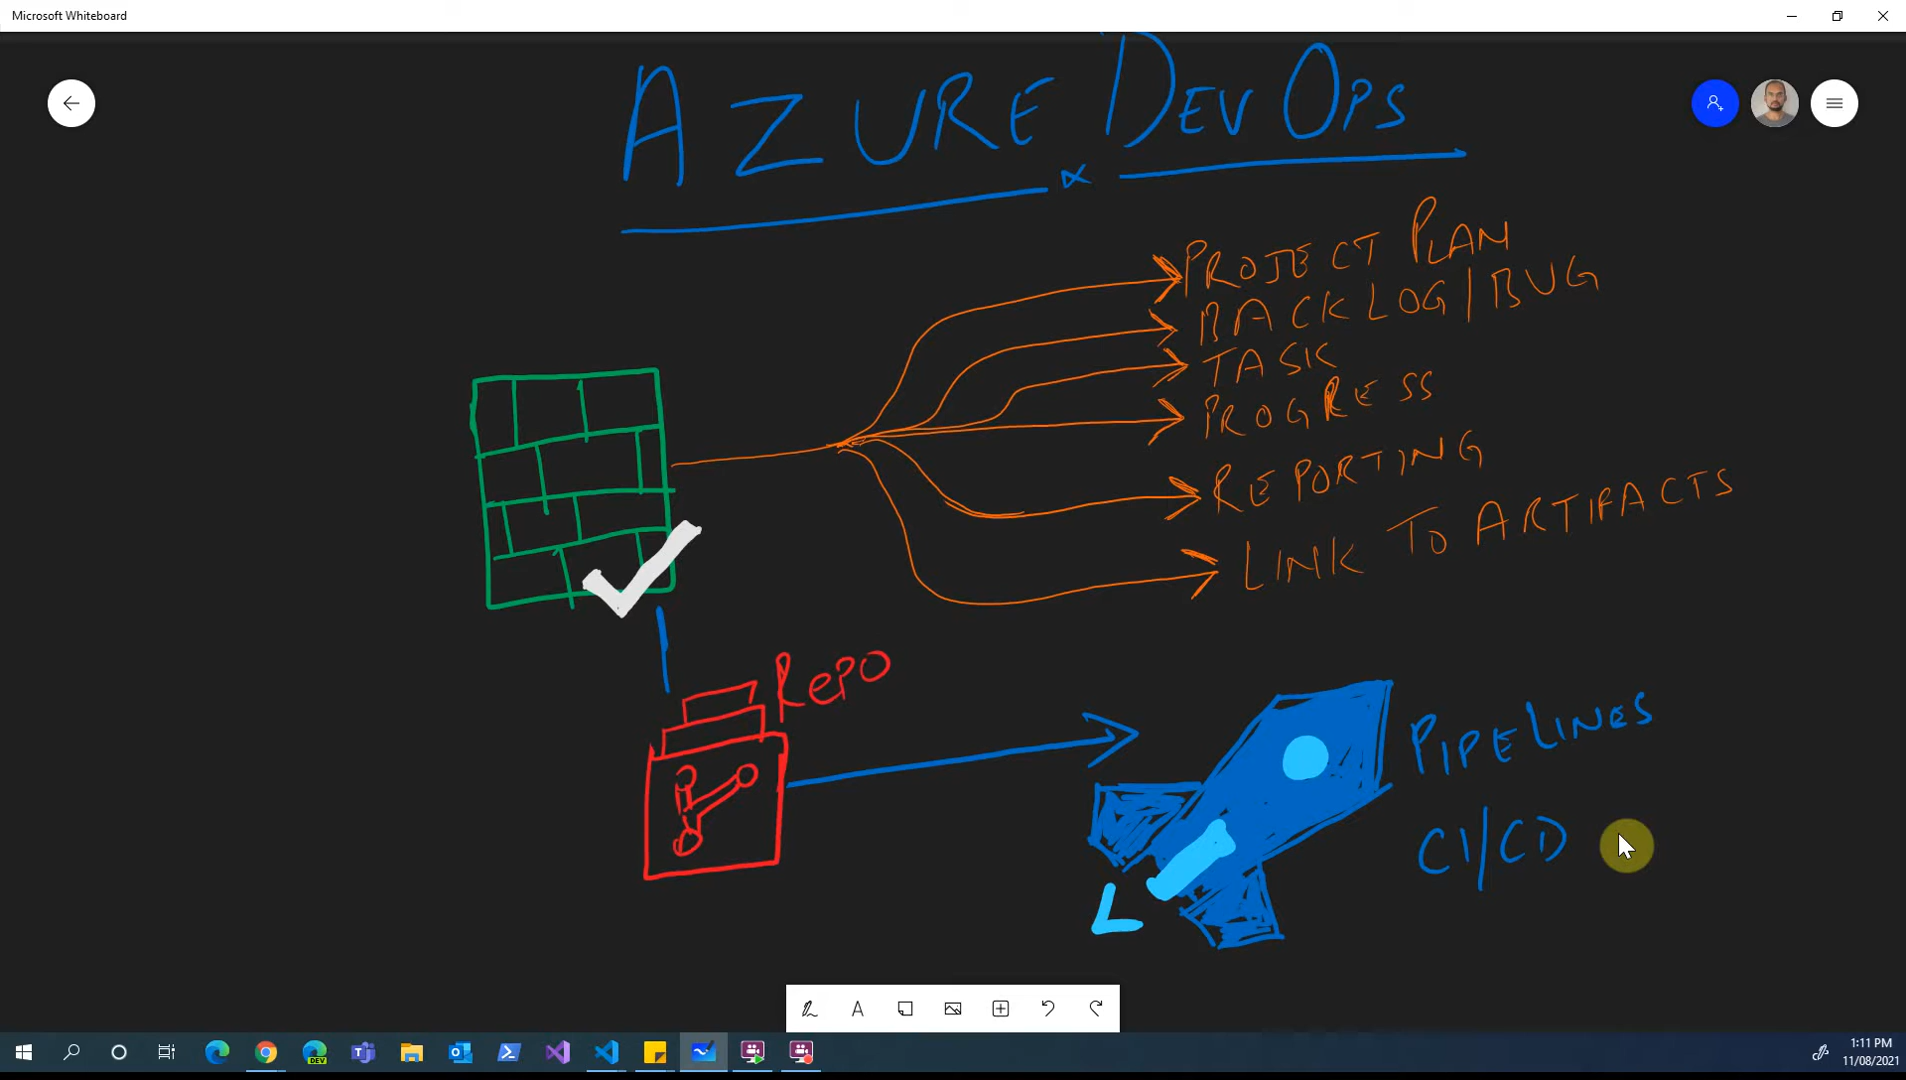 Microsoft Whiteboard
AZURE DEVOPS
PROJECT PLAN
BACKLOG/BUG
TASK
PROGRESS
REPORTING
LINK TO ARTIFACTS
RePO
PIPELINES
CI/CD
A
DEV
1:11 PM
11/08/2021